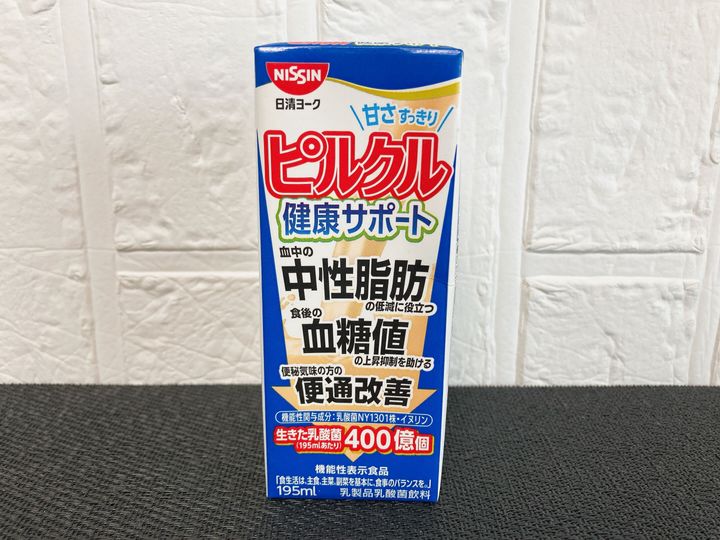 NISSIN
日清ヨーク
甘さすっきり
ピルクル
健康サポート
血中の
中性脂肪
の低減に役立つ
食後の
血糖値
の上昇抑制を助ける
便秘気味の方の
便通改善
機能性関与成分:乳酸菌NY1301株・イヌリン
生きた乳酸菌
(195mlあたり)
400億個
機能性表示食品
「食生活は、主食、主菜、副菜を基本に、食事のバランスを。」
195ml 乳製品乳酸菌飲料